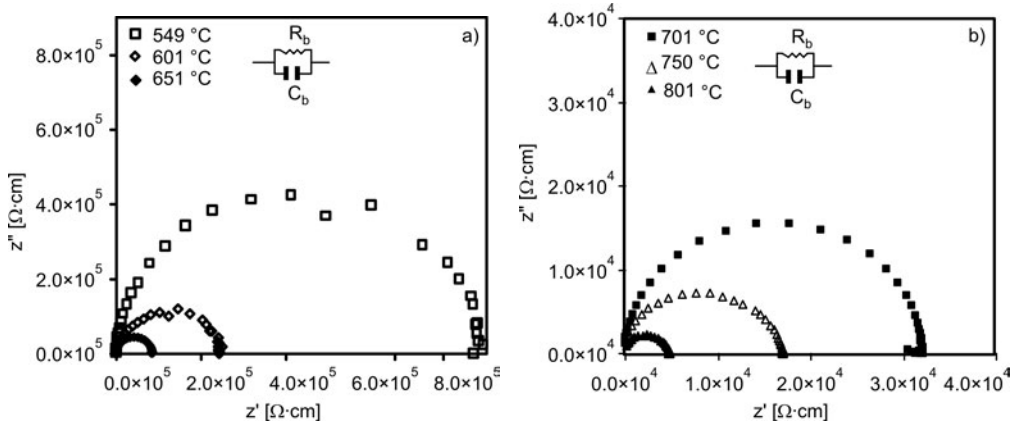 a)
549 °C
601 °C
651 °C
R_b
C_b
8.0×10⁵
6.0×10⁵
4.0×10⁵
2.0×10⁵
0.0×10⁵
z'' [Ω·cm]
0.0×10⁵ 2.0×10⁵ 4.0×10⁵ 6.0×10⁵ 8.0×10⁵
z' [Ω·cm]
b)
701 °C
750 °C
801 °C
R_b
C_b
4.0×10⁴
3.0×10⁴
2.0×10⁴
1.0×10⁴
0.0×10⁴
z'' [Ω·cm]
0.0×10⁴ 1.0×10⁴ 2.0×10⁴ 3.0×10⁴ 4.0×10⁴
z' [Ω·cm]